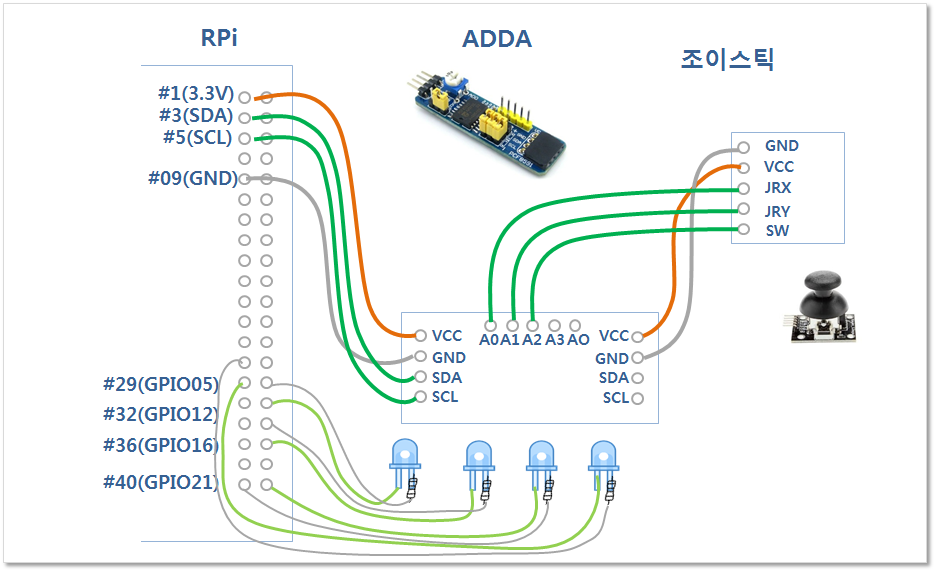 RPi
ADDA
조이스틱
#1(3.3V)
#3(SDA)
#5(SCL)
#09(GND)
GND
VCC
JRX
JRY
SW
A0 A1 A2 A3 AO
VCC
GND
SDA
SCL
VCC
GND
SDA
SCL
#29(GPIO05)
#32(GPIO12)
#36(GPIO16)
#40(GPIO21)